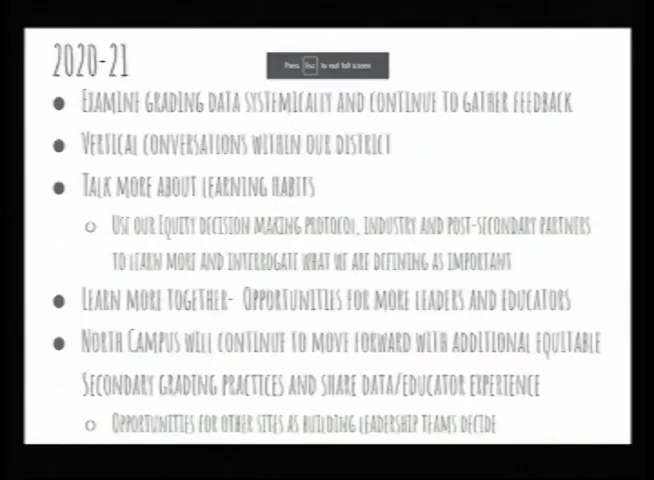 2020-21
Press Esc to exit full screen
● Examine grading data systemically and continue to gather feedback
● Vertical conversations within our district
● Talk more about learning habits
○ Use our Equity decision making protocol, industry and post-secondary partners
to learn more and interrogate what we are defining as important
● Learn more together- Opportunities for more leaders and educators
● North Campus will continue to move forward with additional equitable
Secondary grading practices and share data/educator experience
○ Opportunities for other sites as building leadership teams decide